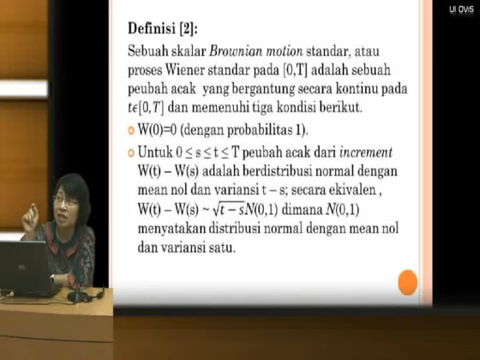 UI OVIS
Definisi [2]:
Sebuah skalar Brownian motion standar, atau
proses Wiener standar pada [0,T] adalah sebuah
peubah acak yang bergantung secara kontinu pada
tϵ[0,T] dan memenuhi tiga kondisi berikut.
W(0)=0 (dengan probabilitas 1).
Untuk 0 ≤ s ≤ t ≤ T peubah acak dari increment
W(t) – W(s) adalah berdistribusi normal dengan
mean nol dan variansi t – s; secara ekivalen ,
W(t) – W(s) ~ √t – sN(0,1) dimana N(0,1)
menyatakan distribusi normal dengan mean nol
dan variansi satu.